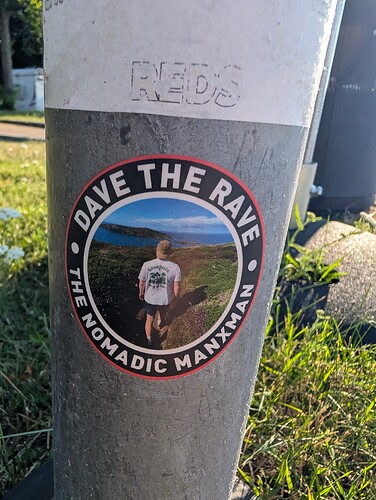 REDS
DAVE THE RAVE
THE NOMADIC MANXMAN